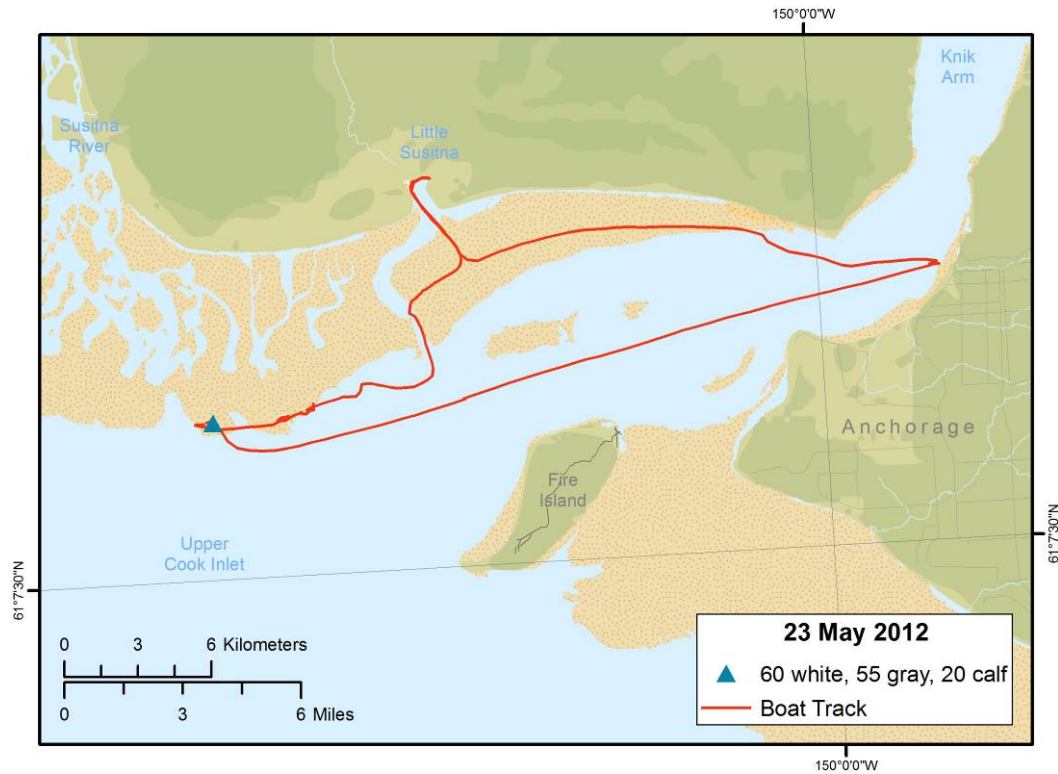 150°0'0"W
Knik
Arm
Susitna
River
Little
Susitna
Anchorage
Fire
Island
Upper
Cook Inlet
61°7'30"N
61°7'30"N
0 3 6 Kilometers
0 3 6 Miles
23 May 2012
60 white, 55 gray, 20 calf
Boat Track
150°0'0"W